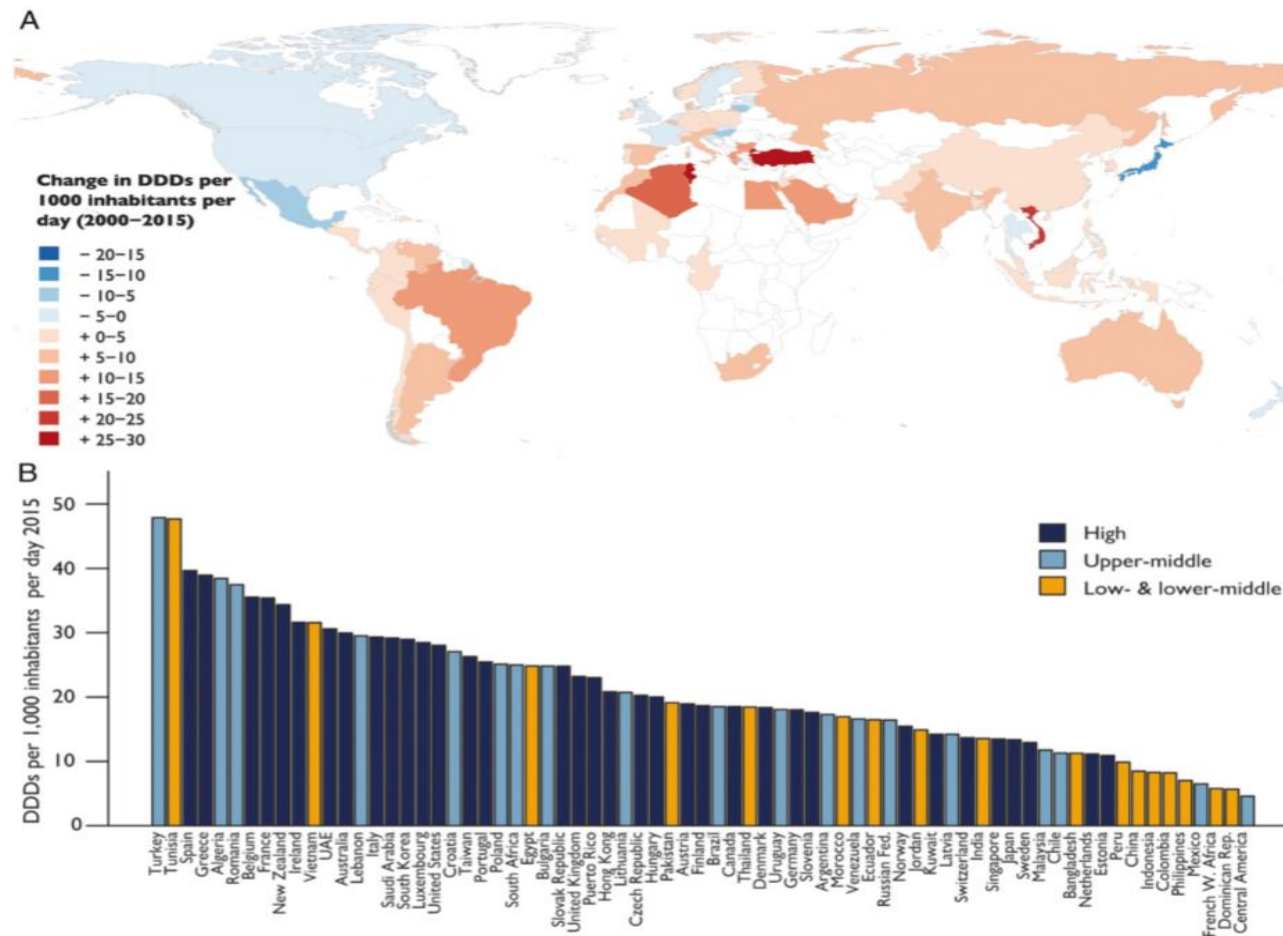 A
Change in DDDs per
1000 inhabitants per
day (2000–2015)
– 20–15
– 15–10
– 10–5
– 5–0
+ 0–5
+ 5–10
+ 10–15
+ 15–20
+ 20–25
+ 25–30
B
DDDs per 1,000 inhabitants per day 2015
50
40
30
20
10
0
High
Upper-middle
Low- & lower-middle
Turkey
Tunisia
Spain
Greece
Algeria
Romania
Belgium
France
New Zealand
Ireland
Vietnam
UAE
Australia
Lebanon
Italy
Saudi Arabia
South Korea
Luxembourg
United States
Croatia
Taiwan
Portugal
Poland
South Africa
Egypt
Bulgaria
Slovak Republic
United Kingdom
Puerto Rico
Hong Kong
Lithuania
Czech Republic
Hungary
Pakistan
Austria
Finland
Brazil
Canada
Thailand
Denmark
Uruguay
Germany
Slovenia
Argentina
Morocco
Venezuela
Ecuador
Russian Fed.
Norway
Jordan
Kuwait
Latvia
Switzerland
India
Singapore
Japan
Sweden
Malaysia
Chile
Bangladesh
Netherlands
Estonia
Peru
China
Indonesia
Colombia
Philippines
Mexico
French W. Africa
Dominican Rep.
Central America